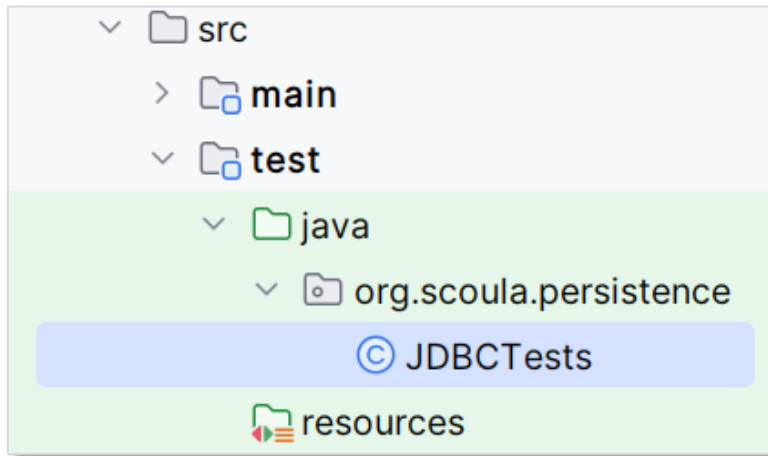 src
main
test
java
org.scoula.persistence
JDBCTests
resources